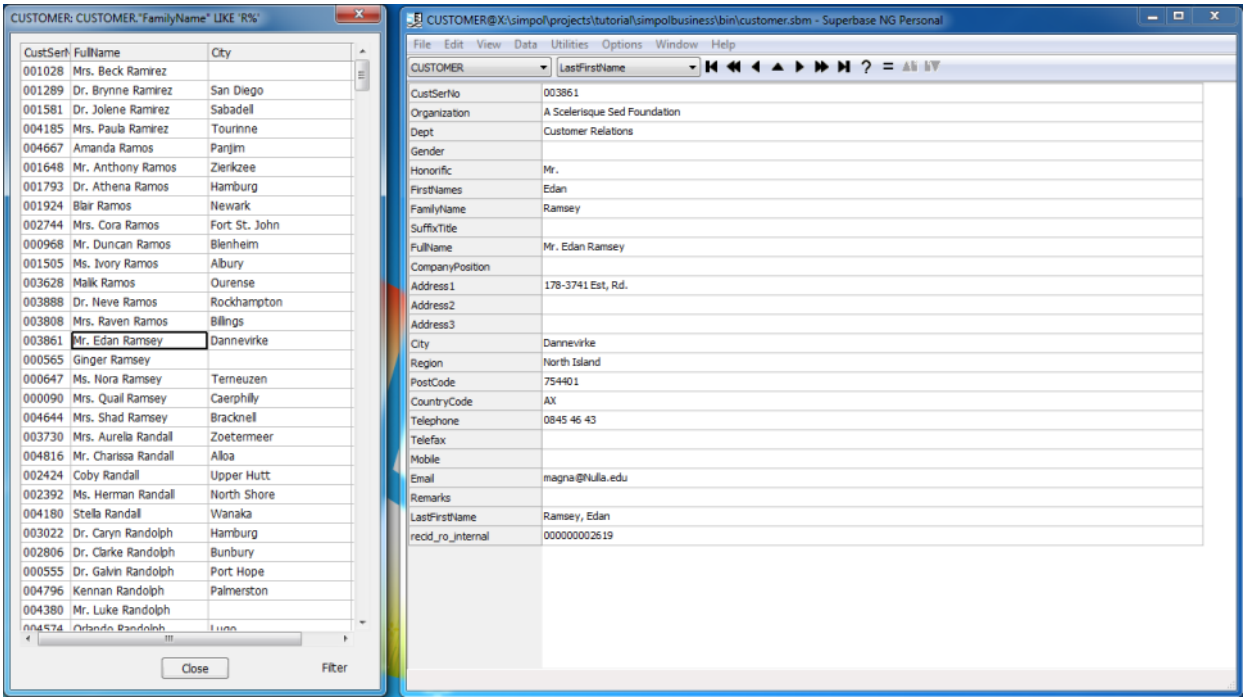 CUSTOMER: CUSTOMER."FamilyName" LIKE 'R%'
CustSerN FullName City
001028 Mrs. Beck Ramirez
001289 Dr. Brynne Ramirez San Diego
001581 Dr. Jolene Ramirez Sabadell
004185 Mrs. Paula Ramirez Tourinne
004667 Amanda Ramos Panjim
001648 Mr. Anthony Ramos Zierikzee
001793 Dr. Athena Ramos Hamburg
001924 Blair Ramos Newark
002744 Mrs. Cora Ramos Fort St. John
000968 Mr. Duncan Ramos Blenheim
001505 Ms. Ivory Ramos Albury
003628 Malik Ramos Ourense
003888 Dr. Neve Ramos Rockhampton
003808 Mrs. Raven Ramos Billings
003861 Mr. Edan Ramsey Dannevirke
000565 Ginger Ramsey
000647 Ms. Nora Ramsey Terneuzen
000090 Mrs. Quail Ramsey Caerphilly
004644 Mrs. Shad Ramsey Bracknell
003730 Mrs. Aurelia Randall Zoetermeer
004816 Mr. Charissa Randall Alloa
002424 Coby Randall Upper Hutt
002392 Ms. Herman Randall North Shore
004180 Stella Randall Wanaka
003022 Dr. Caryn Randolph Hamburg
002806 Dr. Clarke Randolph Bunbury
000555 Dr. Galvin Randolph Port Hope
004796 Kennan Randolph Palmerston
004380 Mr. Luke Randolph
004574 Orlando Randolph Lugo
Close Filter
CUSTOMER@X:\simpol\projects\tutorial\simpolbusiness\bin\customer.sbm - Superbase NG Personal
File Edit View Data Utilities Options Window Help
CUSTOMER LastFirstName ? =
CustSerNo 003861
Organization A Scelerisque Sed Foundation
Dept Customer Relations
Gender
Honorific Mr.
FirstNames Edan
FamilyName Ramsey
SuffixTitle
FullName Mr. Edan Ramsey
CompanyPosition
Address1 178-3741 Est, Rd.
Address2
Address3
City Dannevirke
Region North Island
PostCode 754401
CountryCode AX
Telephone 0845 46 43
Telefax
Mobile
Email magna@Nulla.edu
Remarks
LastFirstName Ramsey, Edan
recid_ro_internal 000000002619